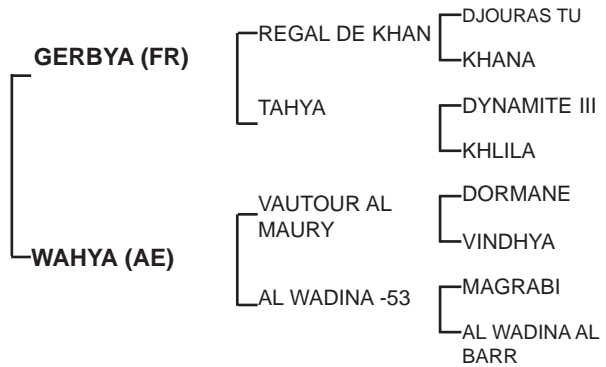 GERBYA (FR)
REGAL DE KHAN
DJOURAS TU
KHANA
TAHYA
DYNAMITE III
KHLILA
WAHYA (AE)
VAUTOUR AL
MAURY
DORMANE
VINDHYA
AL WADINA -53
MAGRABI
AL WADINA AL
BARR